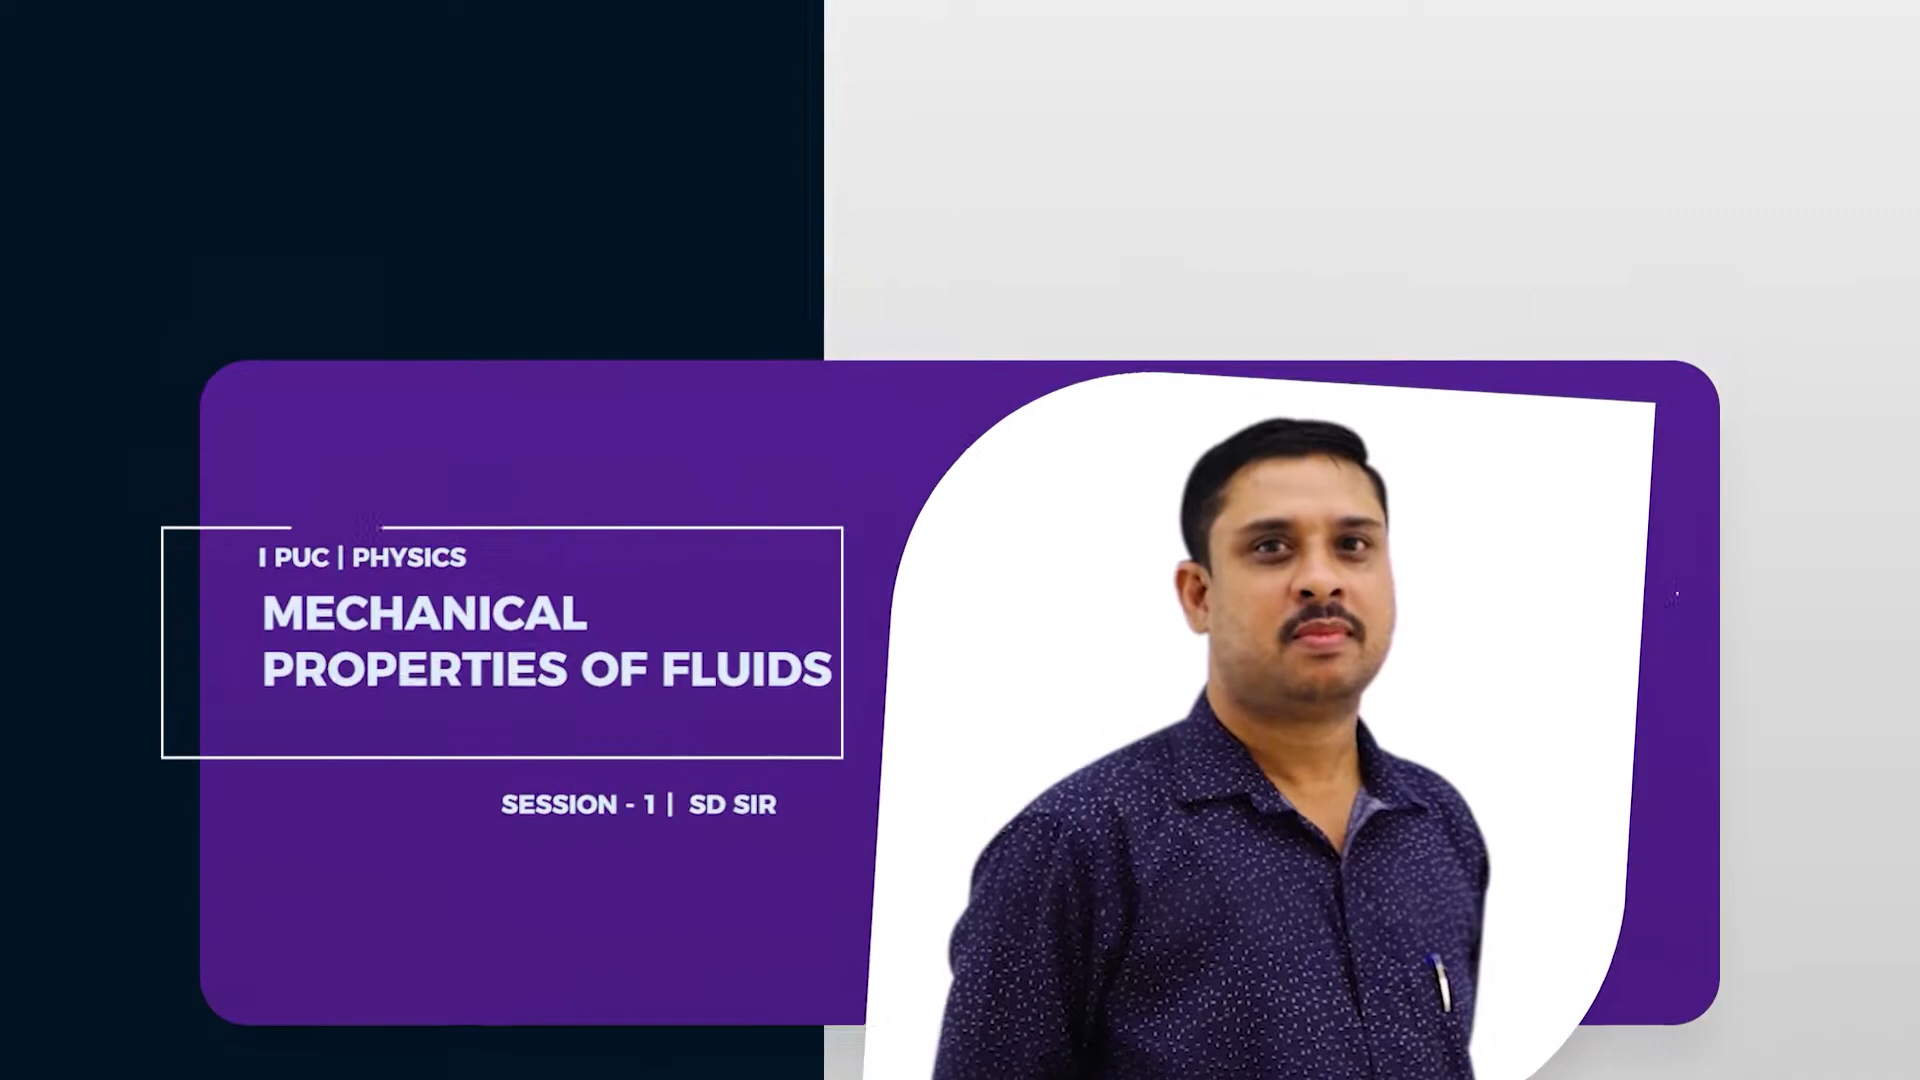 I PUC | PHYSICS
MECHANICAL
PROPERTIES OF FLUIDS
SESSION - 1 | SD SIR